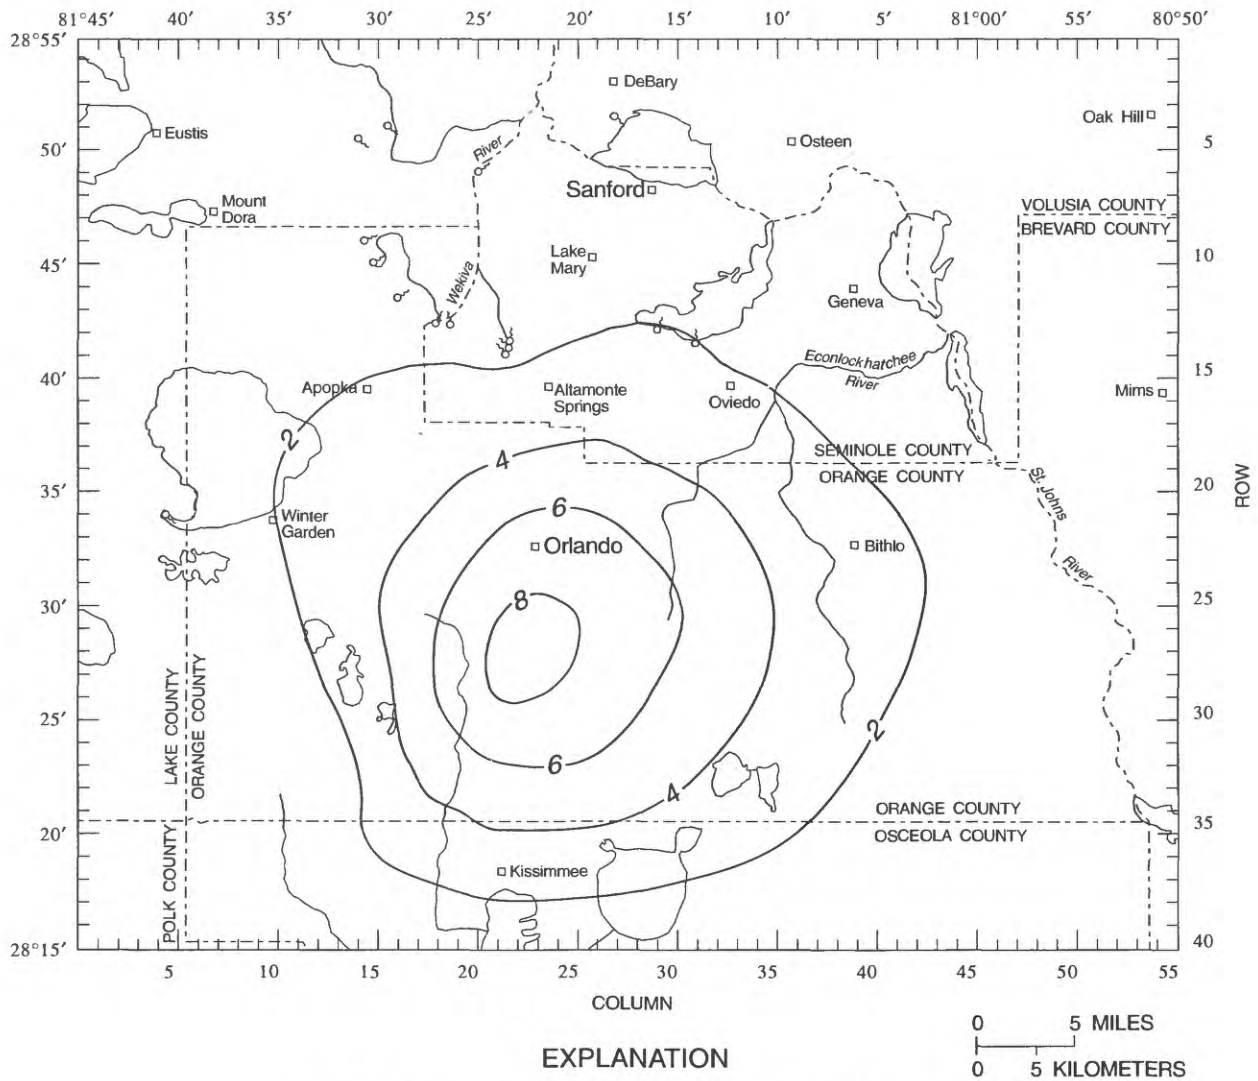 81°45′ 40′ 35′ 30′ 25′ 20′ 15′ 10′ 5′ 81°00′ 55′ 80°50′
28°55′
DeBary
Oak Hill
Eustis
Osteen
50′
5
River
Sanford
Mount
Dora
VOLUSIA COUNTY
BREVARD COUNTY
Lake
Mary
45′
10
Wekiva
Geneva
Econlockhatchee
River
40′
15
Apopka
Altamonte
Springs
Oviedo
Mims
2
4
SEMINOLE COUNTY
ORANGE COUNTY
35′
20
ROW
St. Johns
River
Winter
Garden
6
Orlando
Bithlo
30′
8
25
LAKE COUNTY
ORANGE COUNTY
25′
30
2
6
4
ORANGE COUNTY
OSCEOLA COUNTY
20′
35
POLK COUNTY
Kissimmee
28°15′
40
5 10 15 20 25 30 35 40 45 50 55
COLUMN
0 5 MILES
0 5 KILOMETERS
EXPLANATION